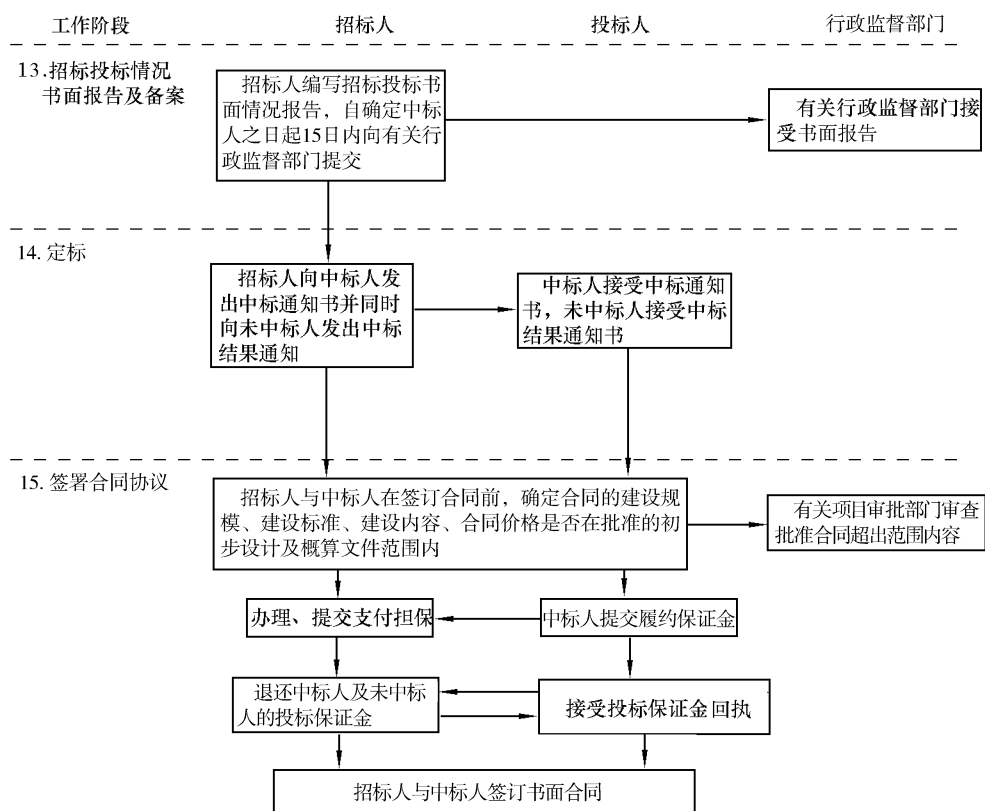 工作阶段
招标人
投标人
行政监督部门
13.招标投标情况
书面报告及备案
招标人编写招标投标书
面情况报告，自确定中标
人之日起15日内向有关行
政监督部门提交
有关行政监督部门接
受书面报告
14. 定标
招标人向中标人发
出中标通知书并同时
向未中标人发出中标
结果通知
中标人接受中标通知
书，未中标人接受中标
结果通知书
15. 签署合同协议
招标人与中标人在签订合同前，确定合同的建设规
模、建设标准、建设内容、合同价格是否在批准的初
步设计及概算文件范围内
有关项目审批部门审查
批准合同超出范围内容
办理、提交支付担保
中标人提交履约保证金
退还中标人及未中标
人的投标保证金
接受投标保证金回执
招标人与中标人签订书面合同